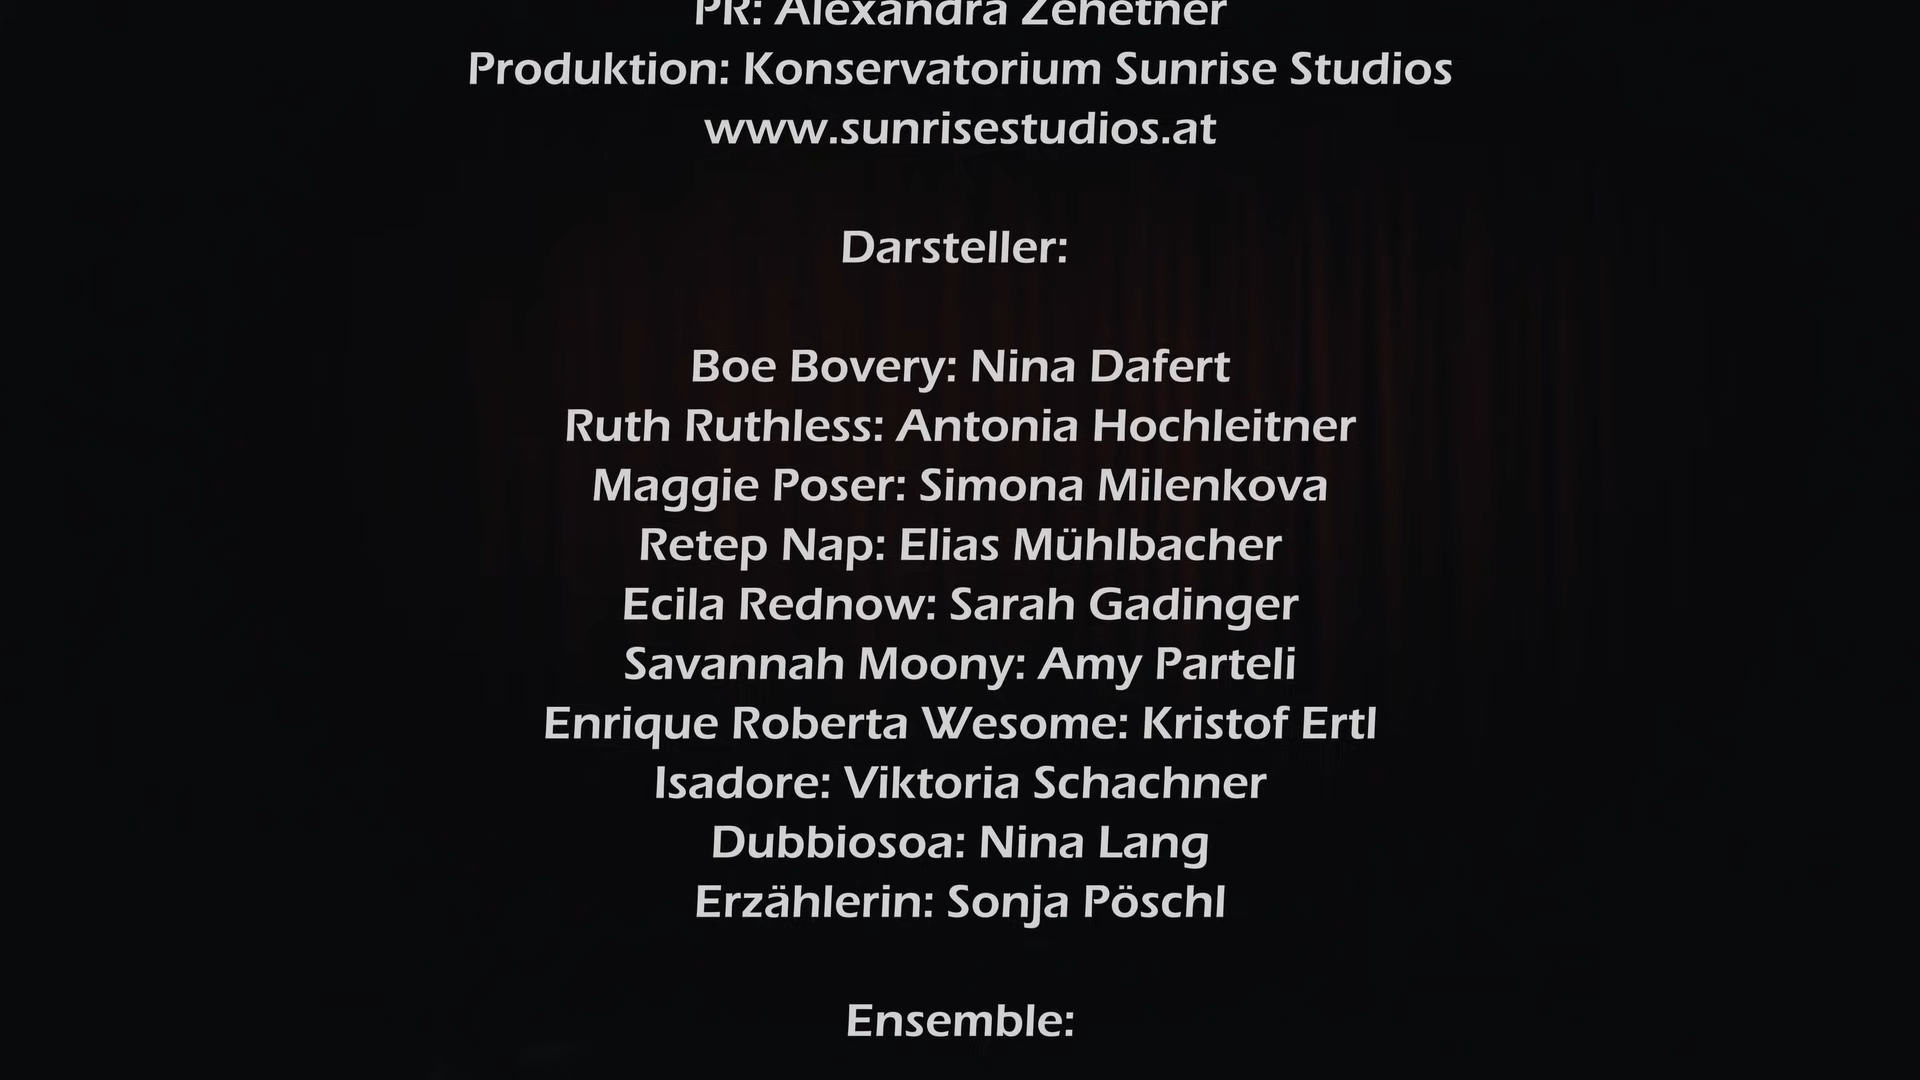 PR: Alexandra Zehetner
Produktion: Konservatorium Sunrise Studios
www.sunrisestudios.at
Darsteller:
Boe Bovery: Nina Dafert
Ruth Ruthless: Antonia Hochleitner
Maggie Poser: Simona Milenkova
Retep Nap: Elias Mühlbacher
Ecila Rednow: Sarah Gadinger
Savannah Moony: Amy Parteli
Enrique Roberta Wesome: Kristof Ertl
Isadore: Viktoria Schachner
Dubbiosoa: Nina Lang
Erzählerin: Sonja Pöschl
Ensemble: